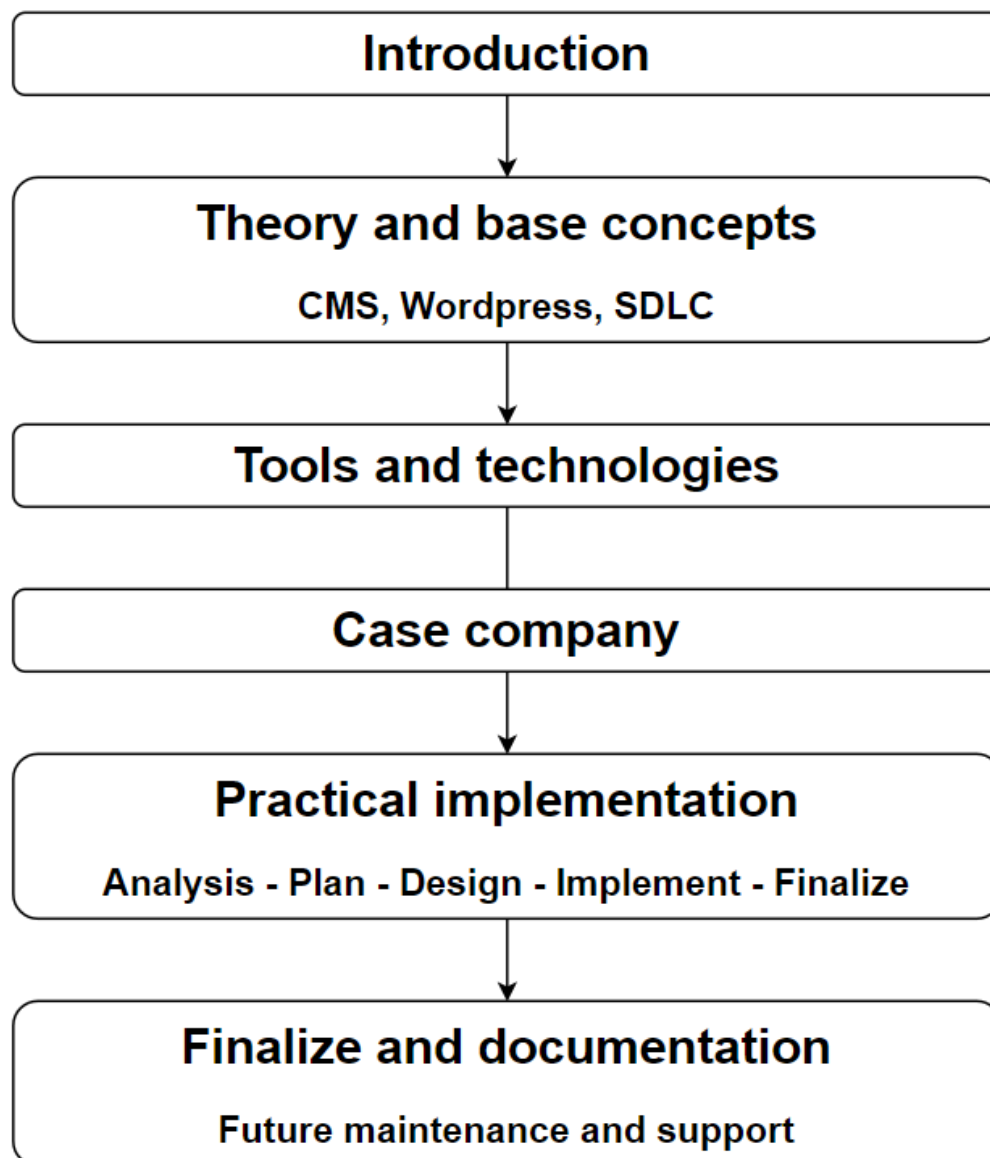 Introduction
Theory and base concepts
CMS, Wordpress, SDLC
Tools and technologies
Case company
Practical implementation
Analysis - Plan - Design - Implement - Finalize
Finalize and documentation
Future maintenance and support